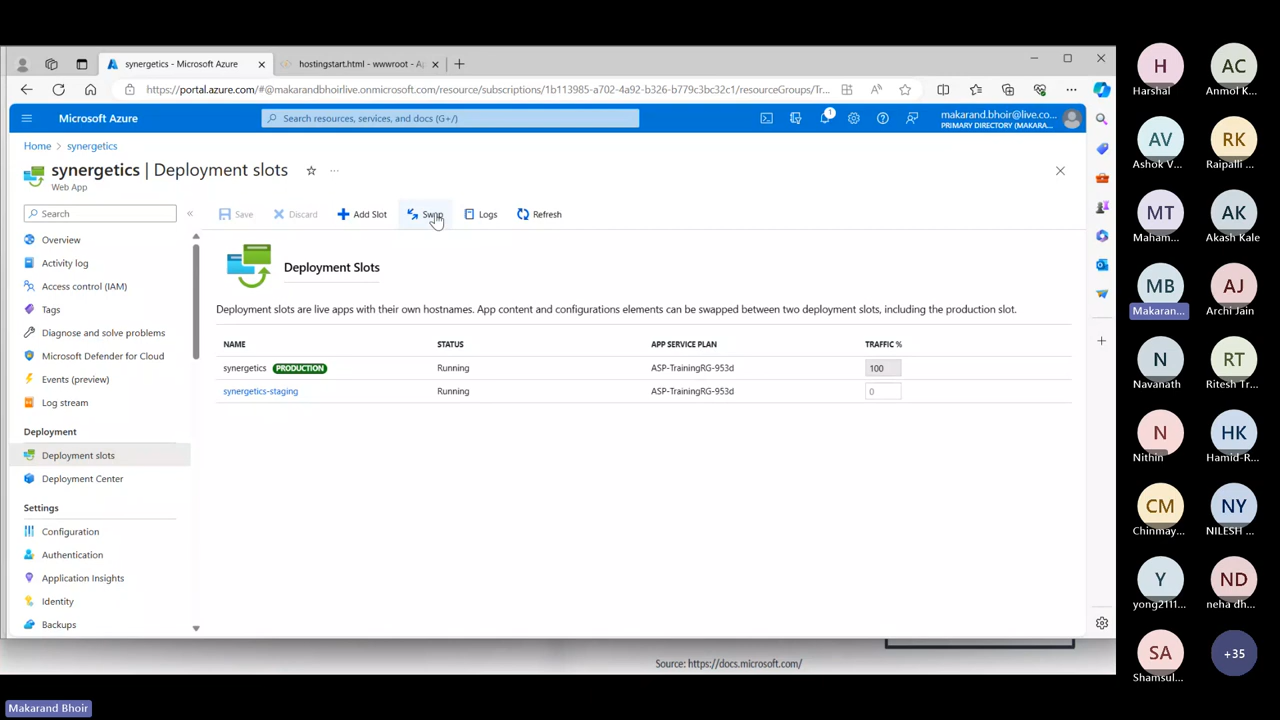 synergetics - Microsoft Azure
hostingstart.html - wwwroot - A
https://portal.azure.com/#@makarandbhoirlive.onmicrosoft.com/resource/subscriptions/1b113985-a702-4a92-b326-b779c3bc32c1/resourceGroups/Tr...
Microsoft Azure
Search resources, services, and docs (G+/)
1
makarand.bhoir@live.co...
PRIMARY DIRECTORY (MAKARA...
Home > synergetics
synergetics | Deployment slots
Web App
Search
Save
Discard
Add Slot
Swap
Logs
Refresh
Overview
Activity log
Access control (IAM)
Tags
Diagnose and solve problems
Microsoft Defender for Cloud
Events (preview)
Log stream
Deployment
Deployment slots
Deployment Center
Settings
Configuration
Authentication
Application Insights
Identity
Backups
Deployment Slots
Deployment slots are live apps with their own hostnames. App content and configurations elements can be swapped between two deployment slots, including the production slot.
NAME STATUS APP SERVICE PLAN TRAFFIC %
synergetics PRODUCTION Running ASP-TrainingRG-953d 100
synergetics-staging Running ASP-TrainingRG-953d 0
Source: https://docs.microsoft.com/
Makarand Bhoir
H AC
Harshal Anmol K...
AV RK
Ashok V... Raipalli ...
MT AK
Maham... Akash Kale
MB AJ
Makaran... Archi Jain
N RT
Navanath Ritesh Tr...
N HK
Nithin Hamid-R...
CM NY
Chinmay... NILESH ...
Y ND
yong2111... neha dh...
SA +35
Shamsul...